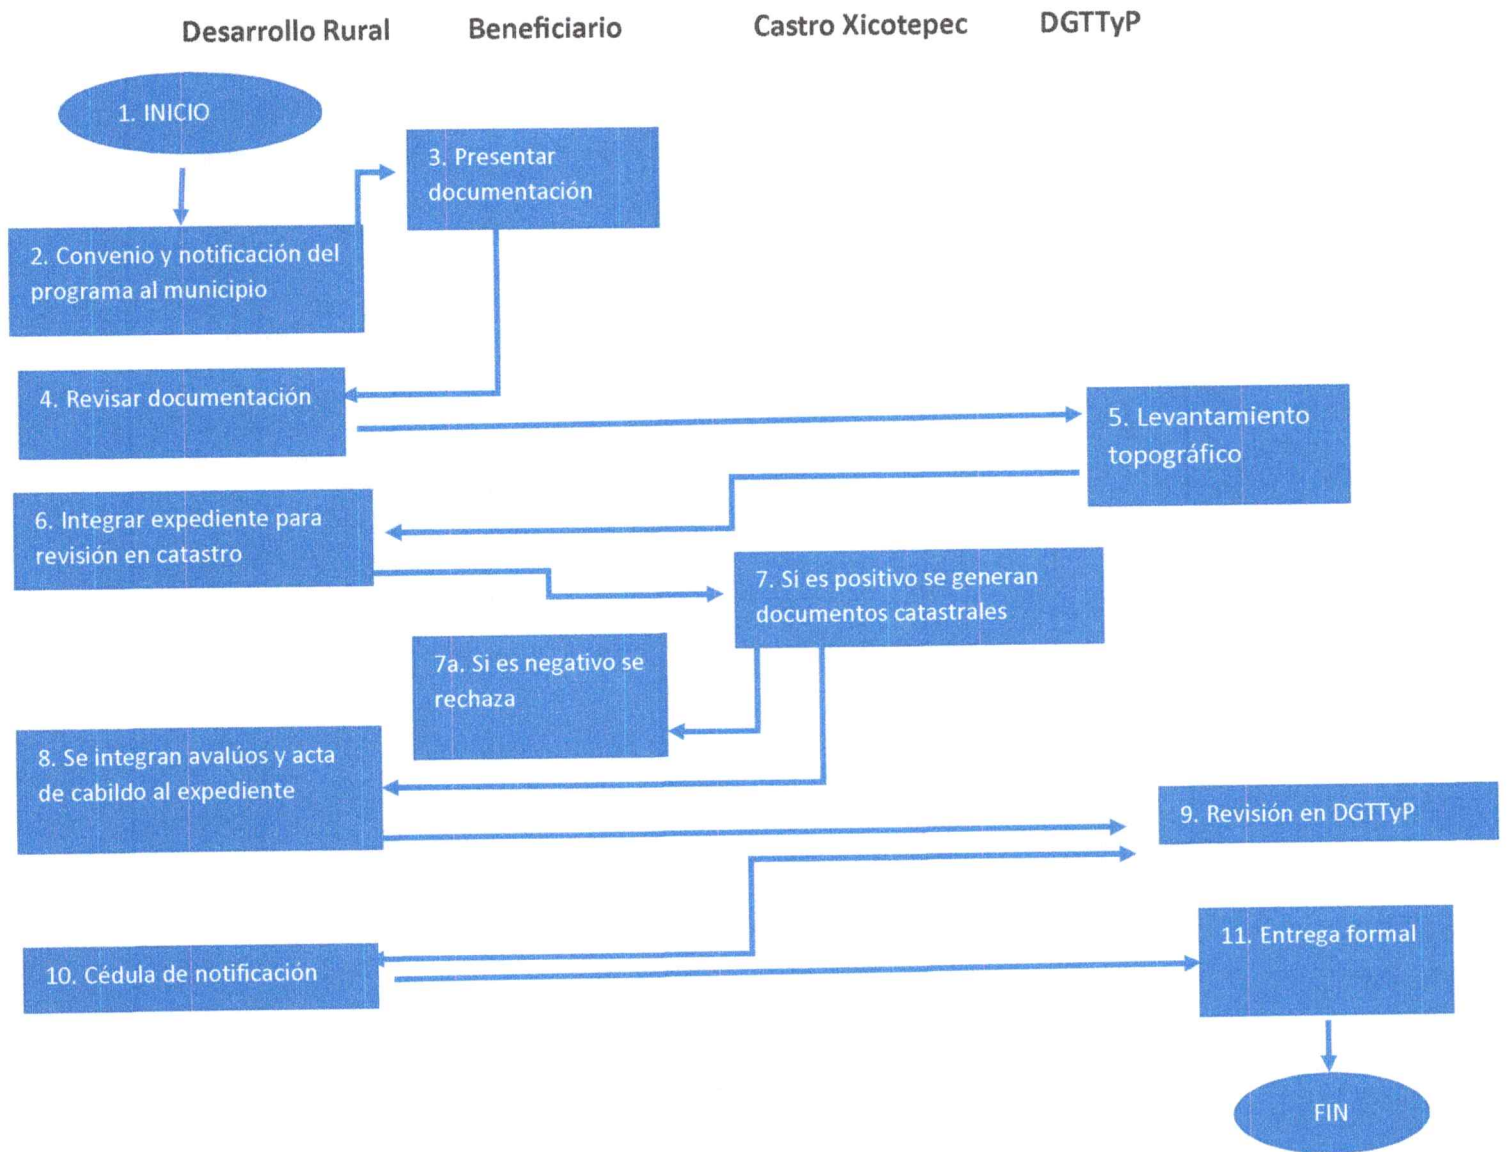 Desarrollo Rural Beneficiario Castro Xicotepec DGTTyP
1. INICIO
3. Presentar
documentación
2. Convenio y notificación del
programa al municipio
4. Revisar documentación
5. Levantamiento
topográfico
6. Integrar expediente para
revisión en catastro
7. Si es positivo se generan
documentos catastrales
7a. Si es negativo se
rechaza
8. Se integran avalúos y acta
de cabildo al expediente
9. Revisión en DGTTyP
10. Cédula de notificación
11. Entrega formal
FIN